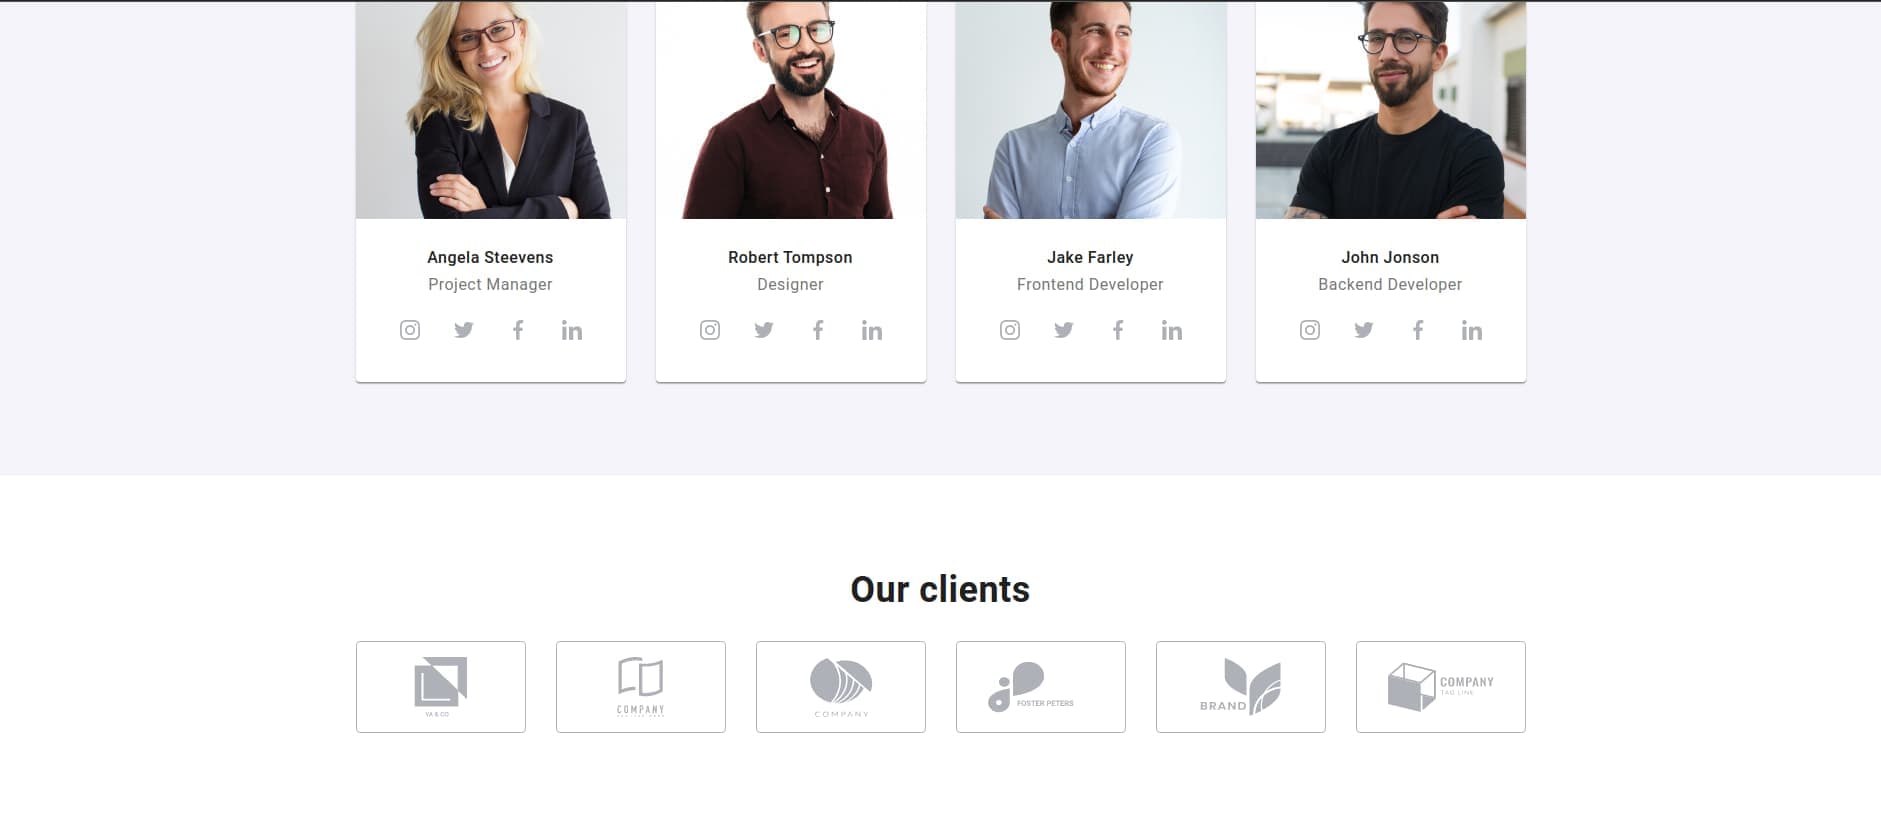 Angela Steevens
Project Manager
Robert Tompson
Designer
Jake Farley
Frontend Developer
John Jonson
Backend Developer
Our clients
YA & CO
COMPANY
COMPANY
FOSTER PETERS
BRAND
COMPANY
TAG LINE